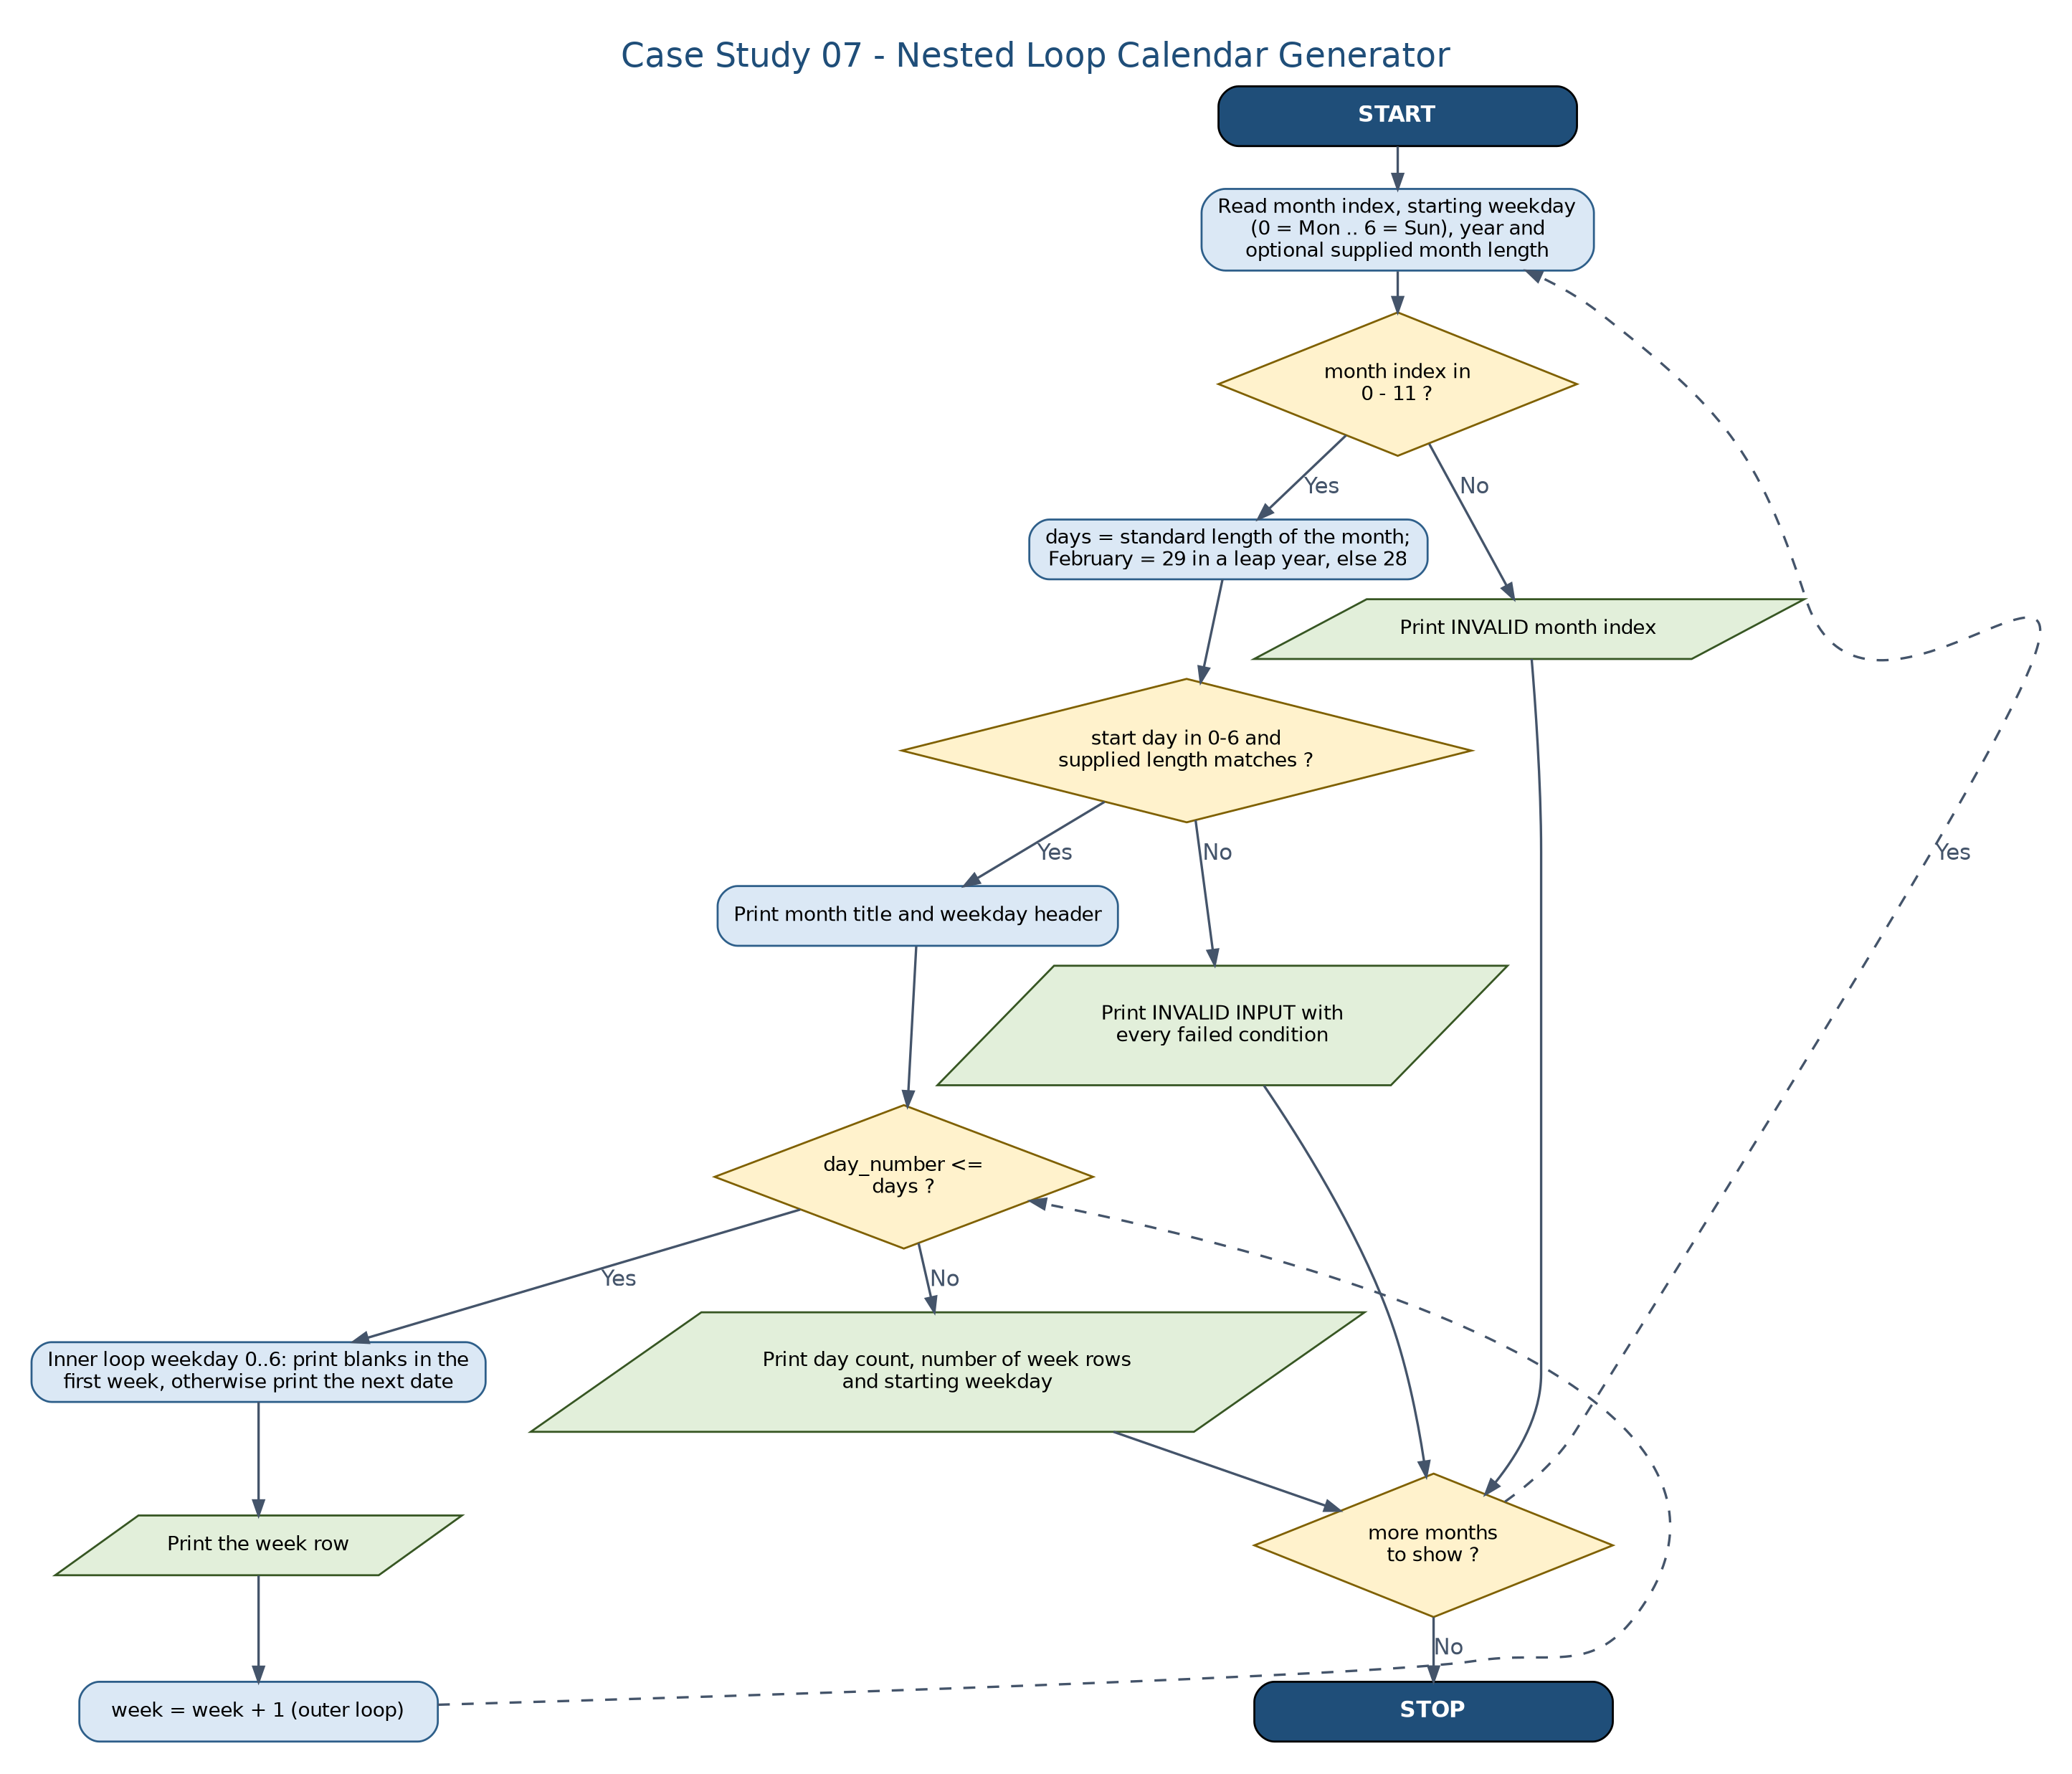 Case Study 07 - Nested Loop Calendar Generator
START
Read month index, starting weekday
(0 = Mon .. 6 = Sun), year and
optional supplied month length
month index in
0 - 11 ?
Yes
No
days = standard length of the month;
February = 29 in a leap year, else 28
Print INVALID month index
start day in 0-6 and
supplied length matches ?
Yes
No
Yes
Print month title and weekday header
Print INVALID INPUT with
every failed condition
day_number <=
days ?
Yes
No
Inner loop weekday 0..6: print blanks in the
first week, otherwise print the next date
Print day count, number of week rows
and starting weekday
Print the week row
more months
to show ?
No
week = week + 1 (outer loop)
STOP